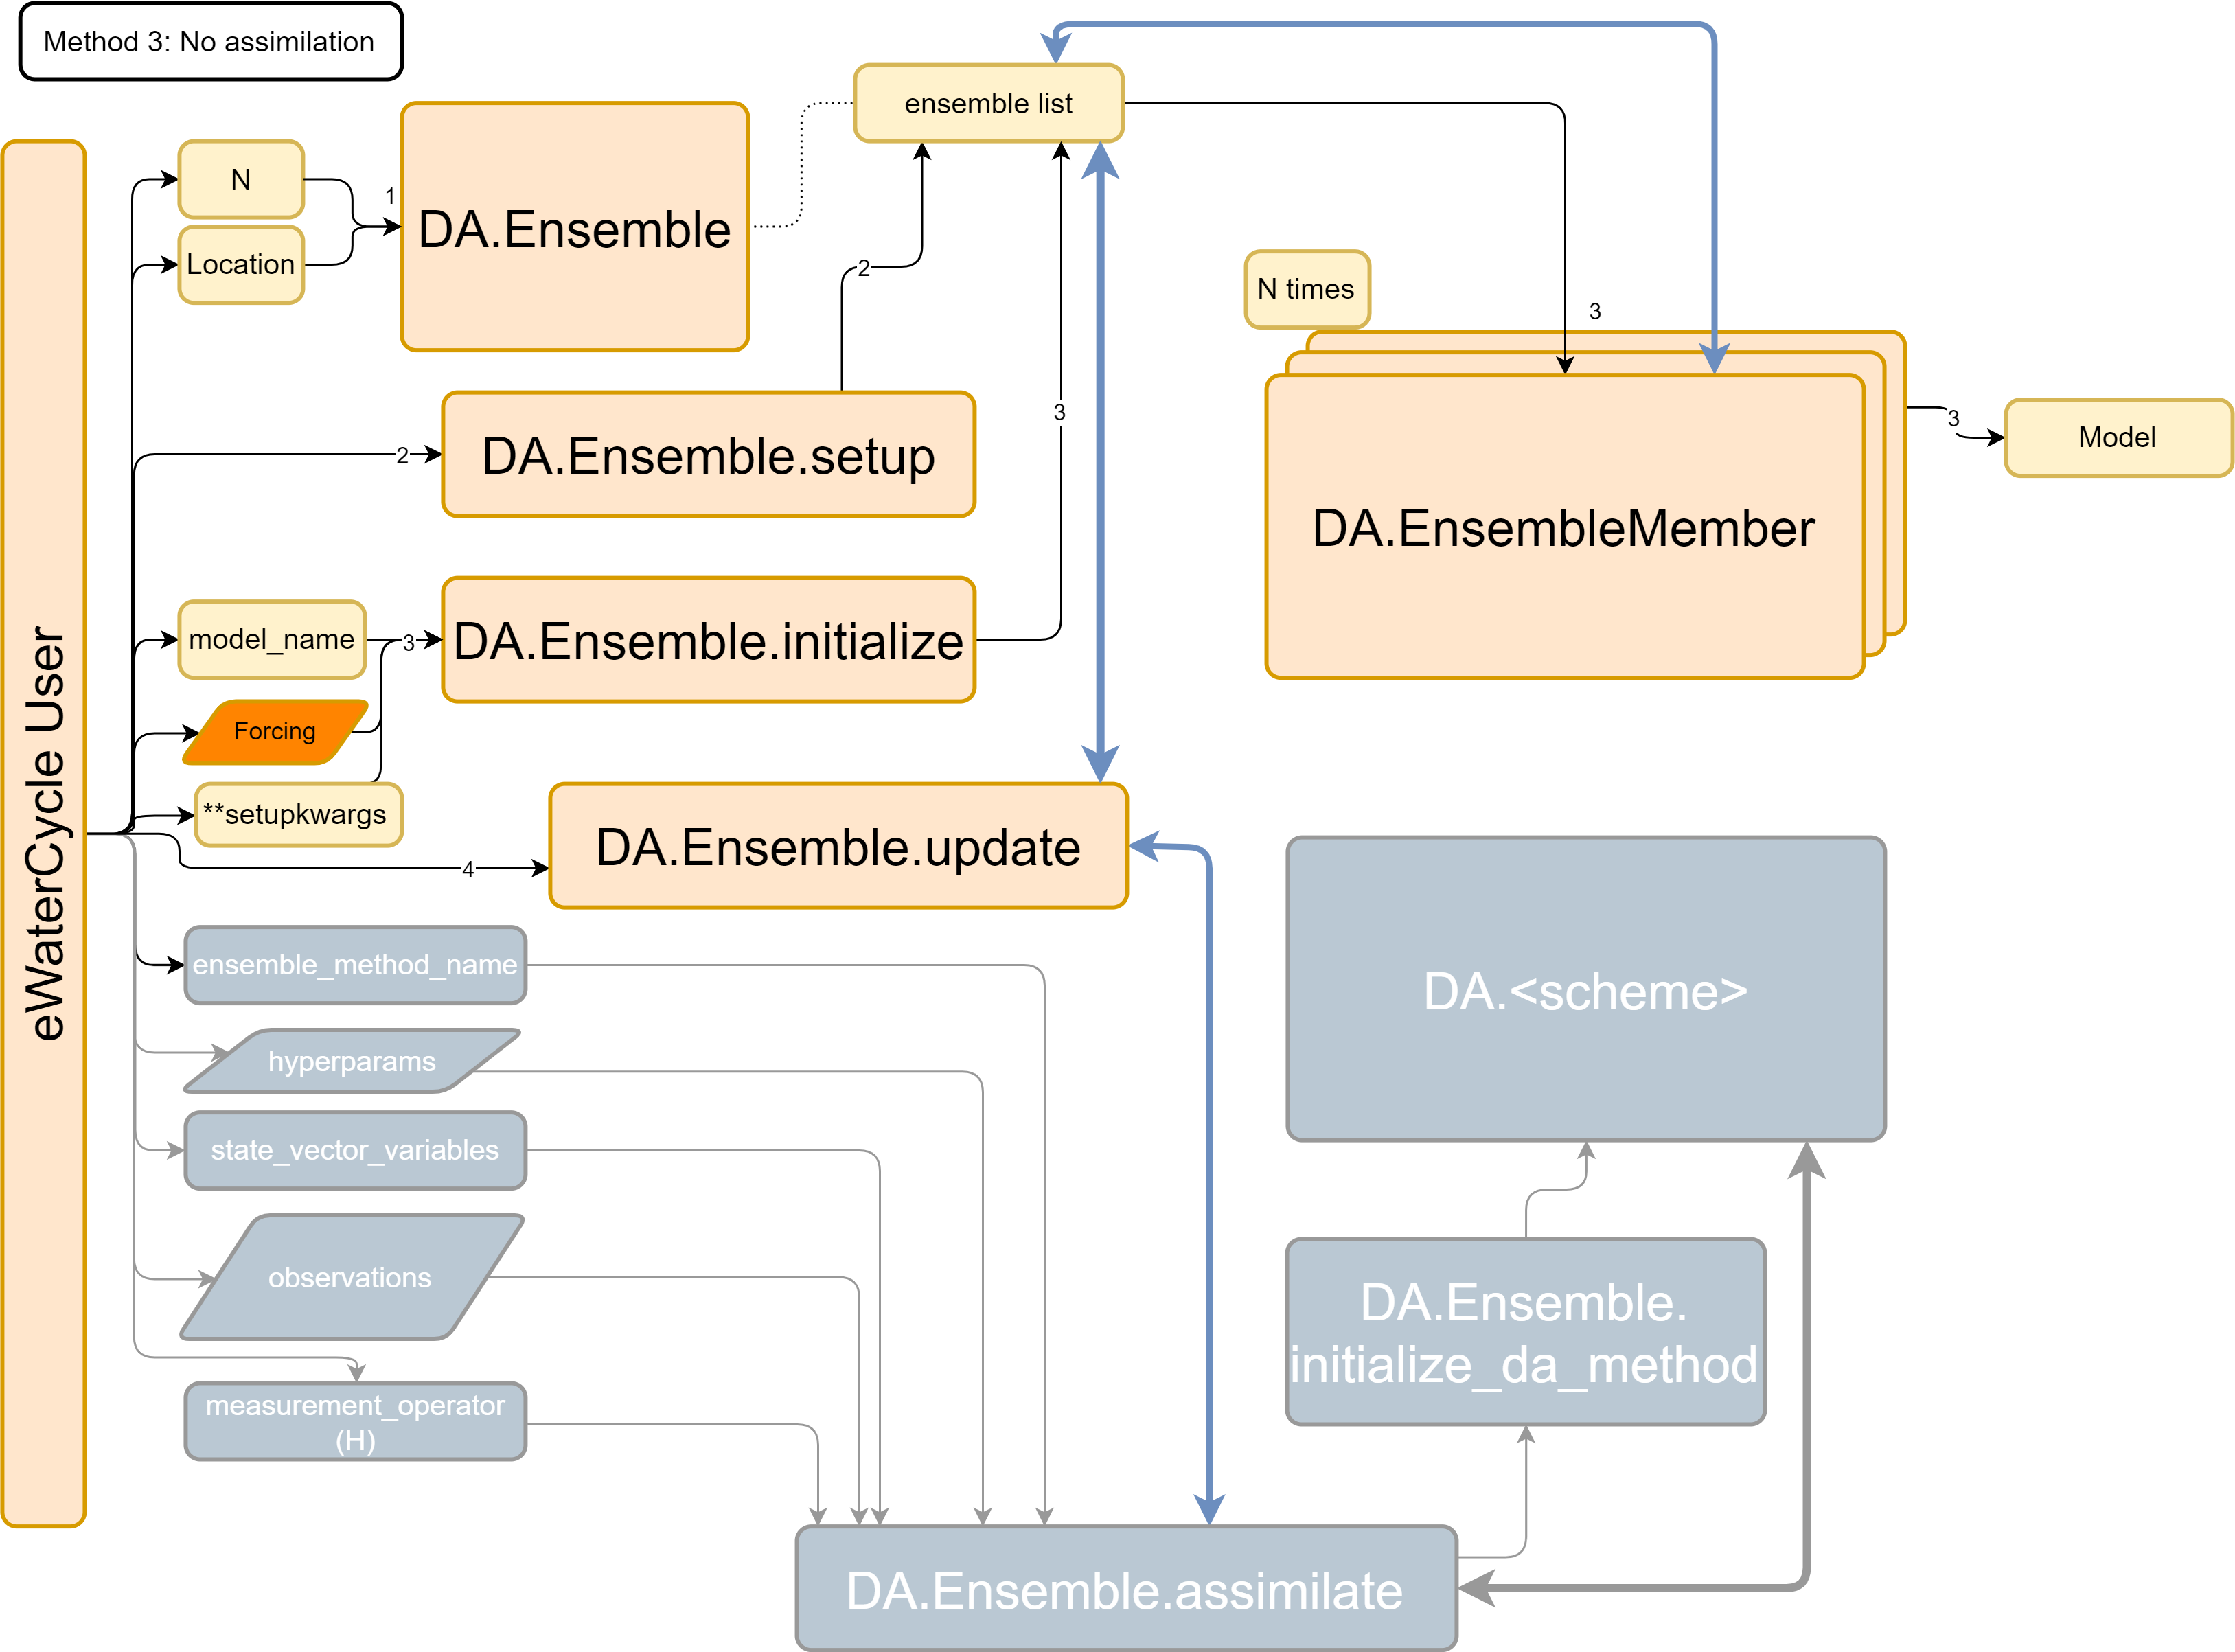 Method 3: No assimilation
ensemble list
N
1
DA.Ensemble
Location
2
N times
3
2
DA.Ensemble.setup
3
3
Model
DA.EnsembleMember
model_name
3
DA.Ensemble.initialize
Forcing
**setupkwargs
eWaterCycle User
4
DA.Ensemble.update
ensemble_method_name
DA.<scheme>
hyperparams
state_vector_variables
observations
DA.Ensemble.
initialize_da_method
measurement_operator
(H)
DA.Ensemble.assimilate